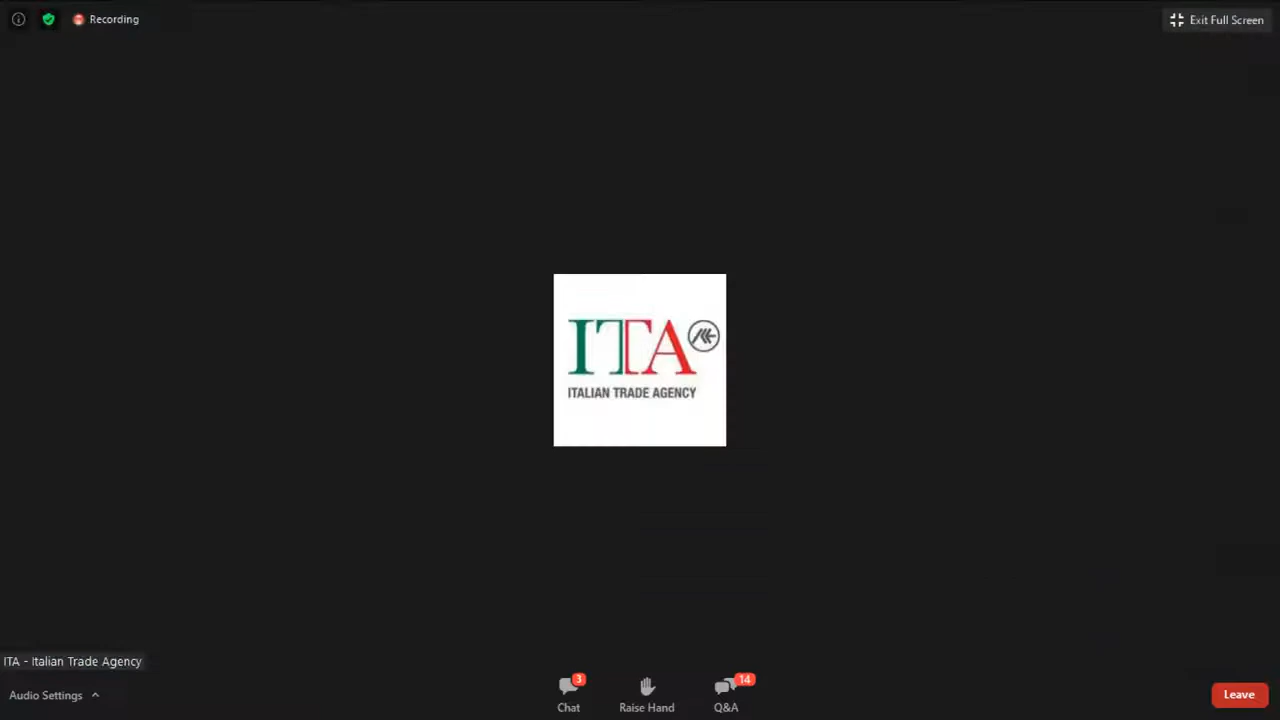 Recording
Exit Full Screen
ITA
ITALIAN TRADE AGENCY
ITA - Italian Trade Agency
Audio Settings
3
Chat
Raise Hand
14
Q&A
Leave